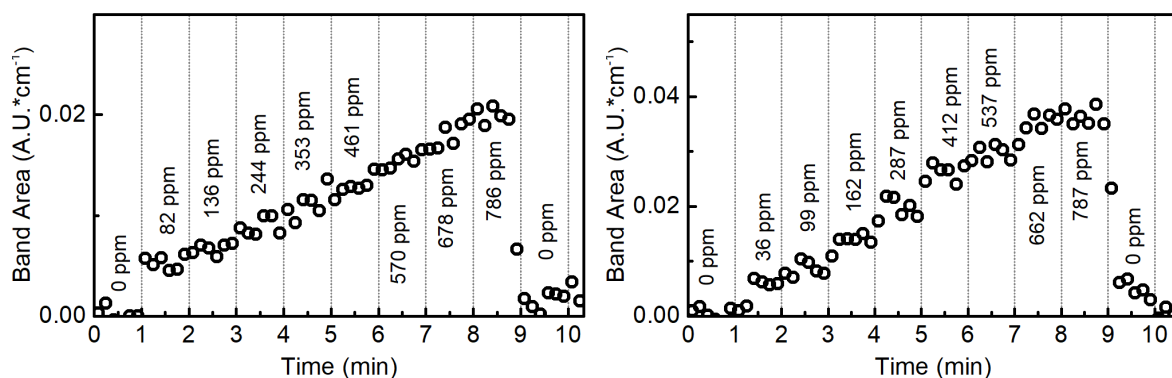 Band Area (A.U.*cm⁻¹)
0.02
0.00
0 ppm
82 ppm
136 ppm
244 ppm
353 ppm
461 ppm
570 ppm
678 ppm
786 ppm
0 ppm
0 1 2 3 4 5 6 7 8 9 10
Time (min)
Band Area (A.U.*cm⁻¹)
0.04
0.02
0.00
0 ppm
36 ppm
99 ppm
162 ppm
287 ppm
412 ppm
537 ppm
662 ppm
787 ppm
0 ppm
0 1 2 3 4 5 6 7 8 9 10
Time (min)